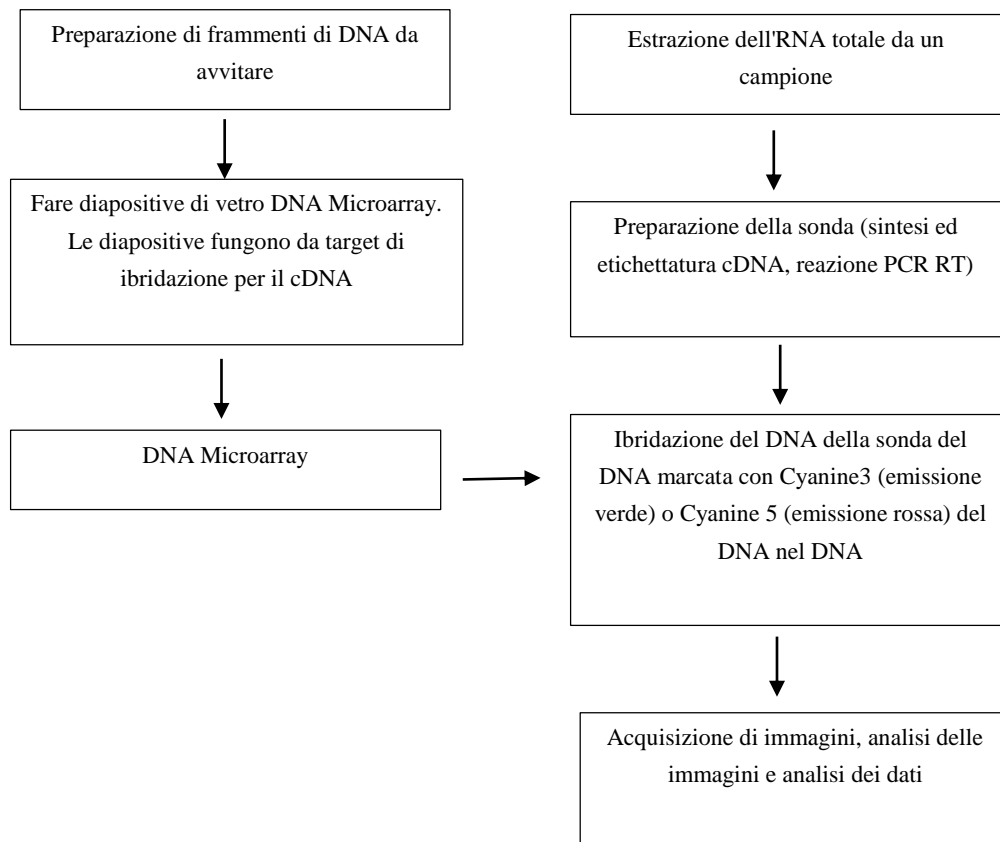 Preparazione di frammenti di DNA da
avvitare
Fare diapositive di vetro DNA Microarray.
Le diapositive fungono da target di
ibridazione per il cDNA
DNA Microarray
Estrazione dell'RNA totale da un
campione
Preparazione della sonda (sintesi ed
etichettatura cDNA, reazione PCR RT)
Ibridazione del DNA della sonda del
DNA marcata con Cyanine3 (emissione
verde) o Cyanine 5 (emissione rossa) del
DNA nel DNA
Acquisizione di immagini, analisi delle
immagini e analisi dei dati